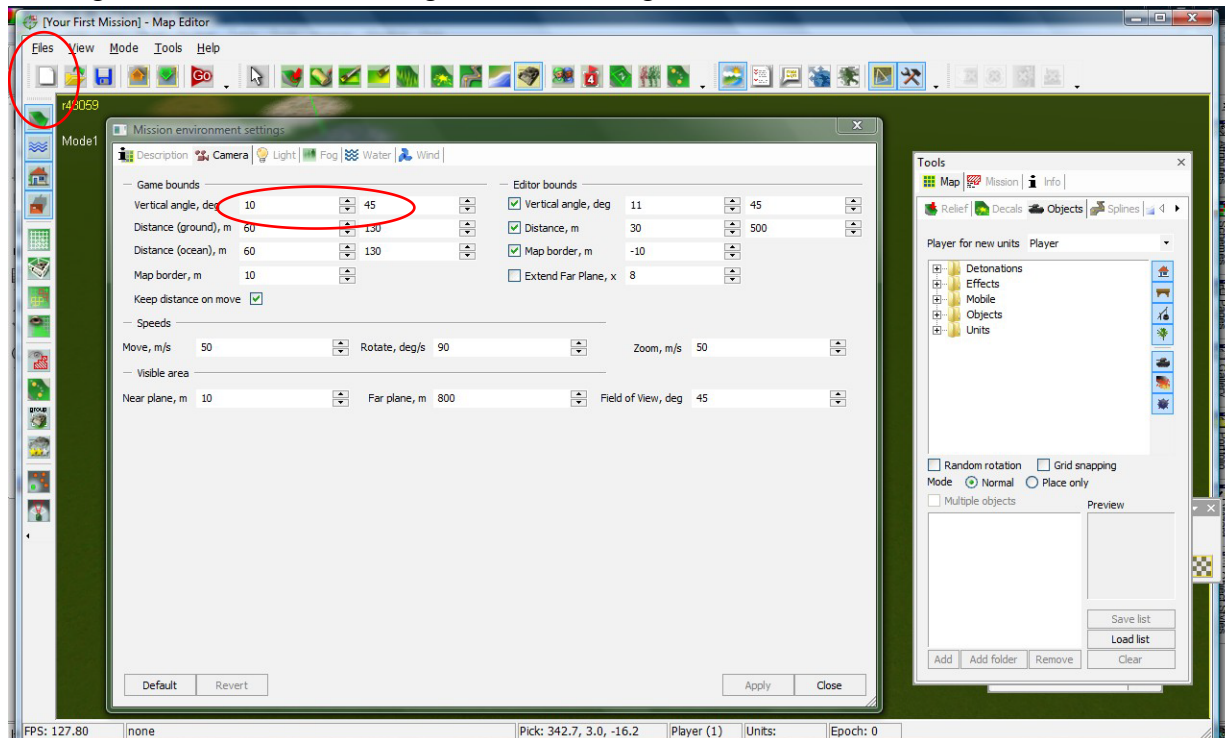 [Your First Mission] - Map Editor
Files View Mode Tools Help
GO 4
r48059
Mode1
Mission environment settings
Description Camera Light Fog Water Wind
Game bounds Editor bounds
Vertical angle, deg 10 45 Vertical angle, deg 11 45
Distance (ground), m 60 130 Distance, m 30 500
Distance (ocean), m 60 130 Map border, m -10
Map border, m 10 Extend Far Plane, x 8
Keep distance on move
Speeds
Move, m/s 50 Rotate, deg/s 90 Zoom, m/s 50
Visible area
Near plane, m 10 Far plane, m 800 Field of View, deg 45
Default Revert Apply Close
group
Tools
Map Mission Info
Relief Decals Objects Splines
Player for new units Player
Detonations
Effects
Mobile
Objects
Units
Random rotation Grid snapping
Mode Normal Place only
Multiple objects Preview
Save list
Load list
Add Add folder Remove Clear
FPS: 127.80 none Pick: 342.7, 3.0, -16.2 Player (1) Units: Epoch: 0